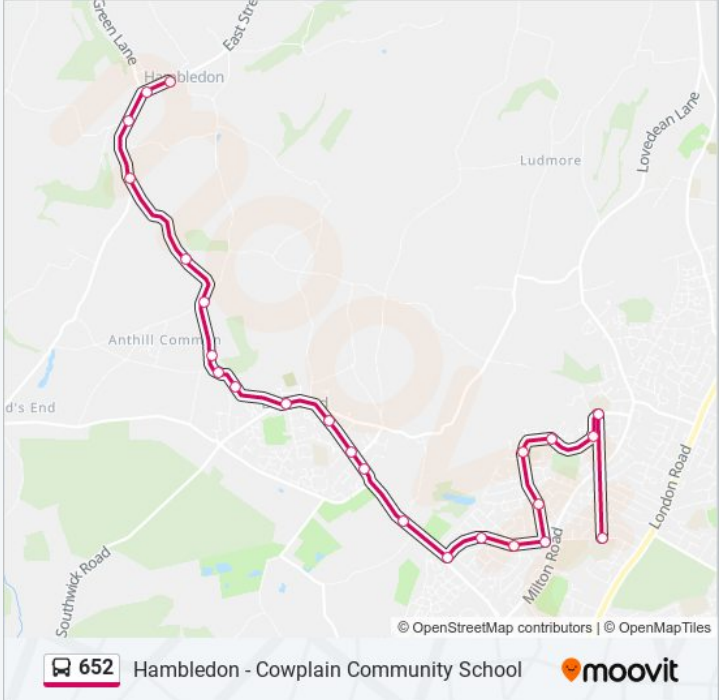 Green Lane
East Stre
Hambledon
Lovedean Lane
Ludmore
Anthill Common
d's End
London Road
Milton Road
Southwick Road
© OpenStreetMap contributors | © OpenMapTiles
652 Hambledon - Cowplain Community School moovit